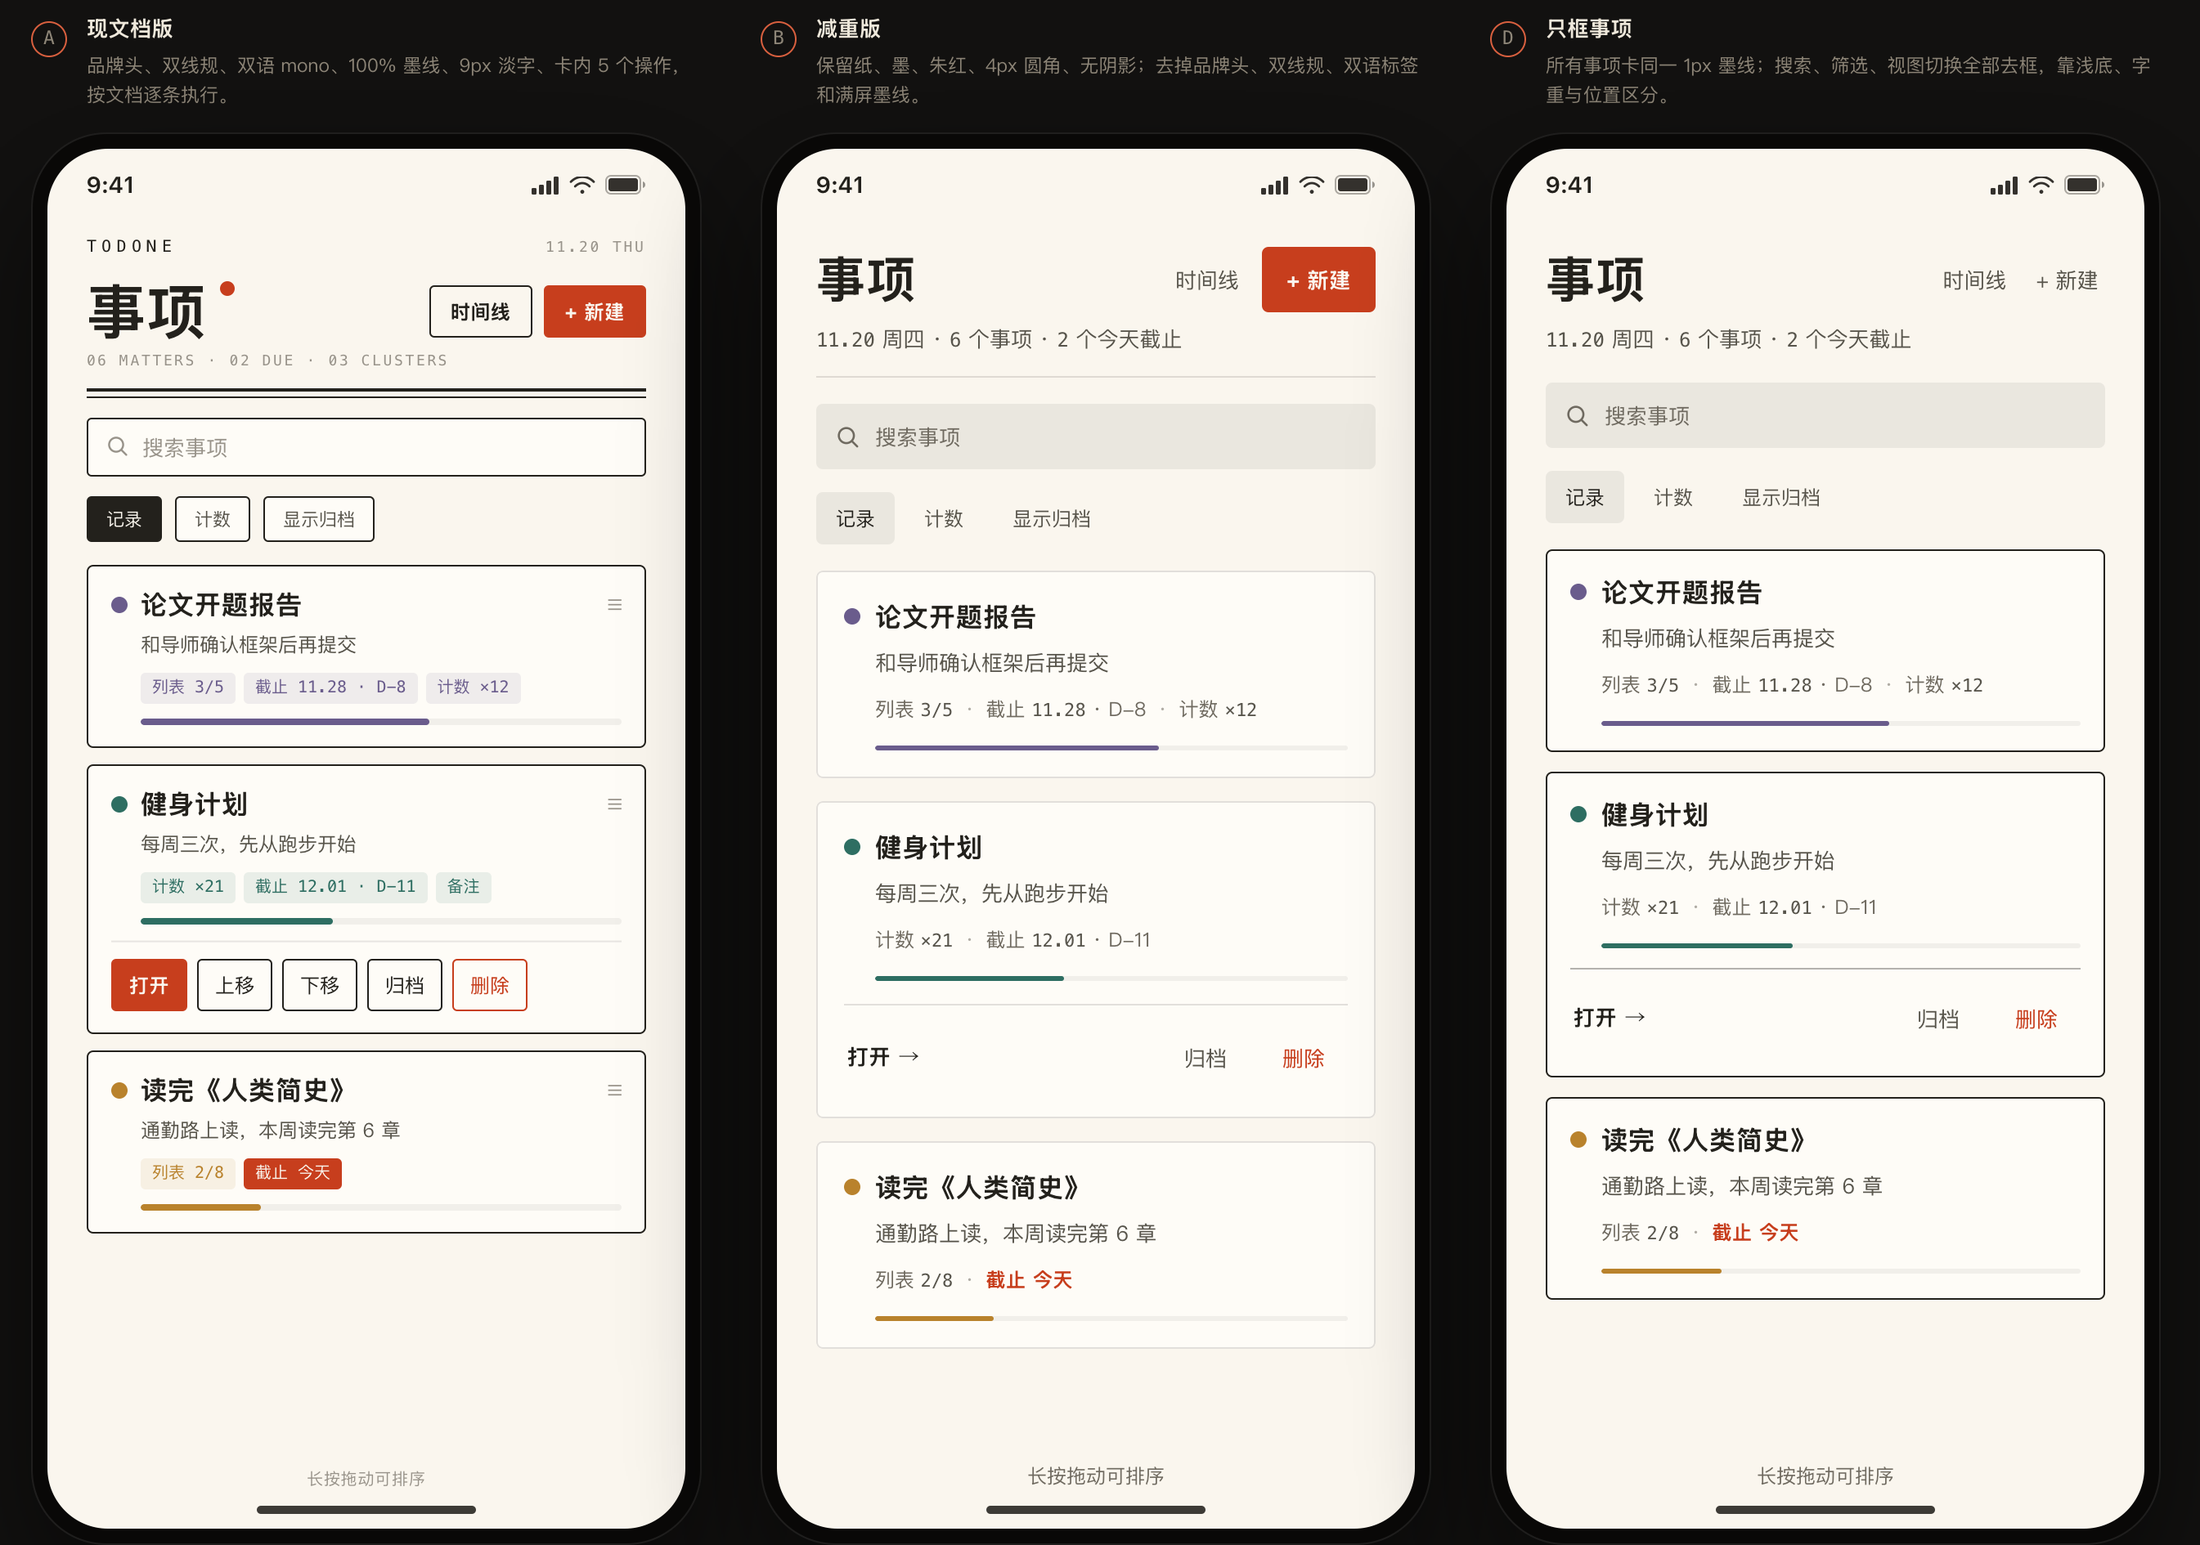 A
现文档版
品牌头、双线规、双语 mono、100% 墨线、9px 淡字、卡内 5 个操作,
按文档逐条执行。
9:41
TODONE
11.20 THU
事项
时间线
+ 新建
06 MATTERS · 02 DUE · 03 CLUSTERS
搜索事项
记录
计数
显示归档
论文开题报告
和导师确认框架后再提交
列表 3/5
截止 11.28 · D-8
计数 ×12
健身计划
每周三次，先从跑步开始
计数 ×21
截止 12.01 · D-11
备注
打开
上移
下移
归档
删除
读完《人类简史》
通勤路上读，本周读完第 6 章
列表 2/8
截止 今天
长按拖动可排序
B
减重版
保留纸、墨、朱红、4px 圆角、无阴影；去掉品牌头、双线规、双语标签
和满屏墨线。
9:41
事项
时间线
+ 新建
11.20 周四 · 6 个事项 · 2 个今天截止
搜索事项
记录
计数
显示归档
论文开题报告
和导师确认框架后再提交
列表 3/5 · 截止 11.28 · D-8 · 计数 ×12
健身计划
每周三次，先从跑步开始
计数 ×21 · 截止 12.01 · D-11
打开 →
归档
删除
读完《人类简史》
通勤路上读，本周读完第 6 章
列表 2/8 · 截止 今天
长按拖动可排序
D
只框事项
所有事项卡同一 1px 墨线；搜索、筛选、视图切换全部去框，靠浅底、字
重与位置区分。
9:41
事项
时间线
+ 新建
11.20 周四 · 6 个事项 · 2 个今天截止
搜索事项
记录
计数
显示归档
论文开题报告
和导师确认框架后再提交
列表 3/5 · 截止 11.28 · D-8 · 计数 ×12
健身计划
每周三次，先从跑步开始
计数 ×21 · 截止 12.01 · D-11
打开 →
归档
删除
读完《人类简史》
通勤路上读，本周读完第 6 章
列表 2/8 · 截止 今天
长按拖动可排序